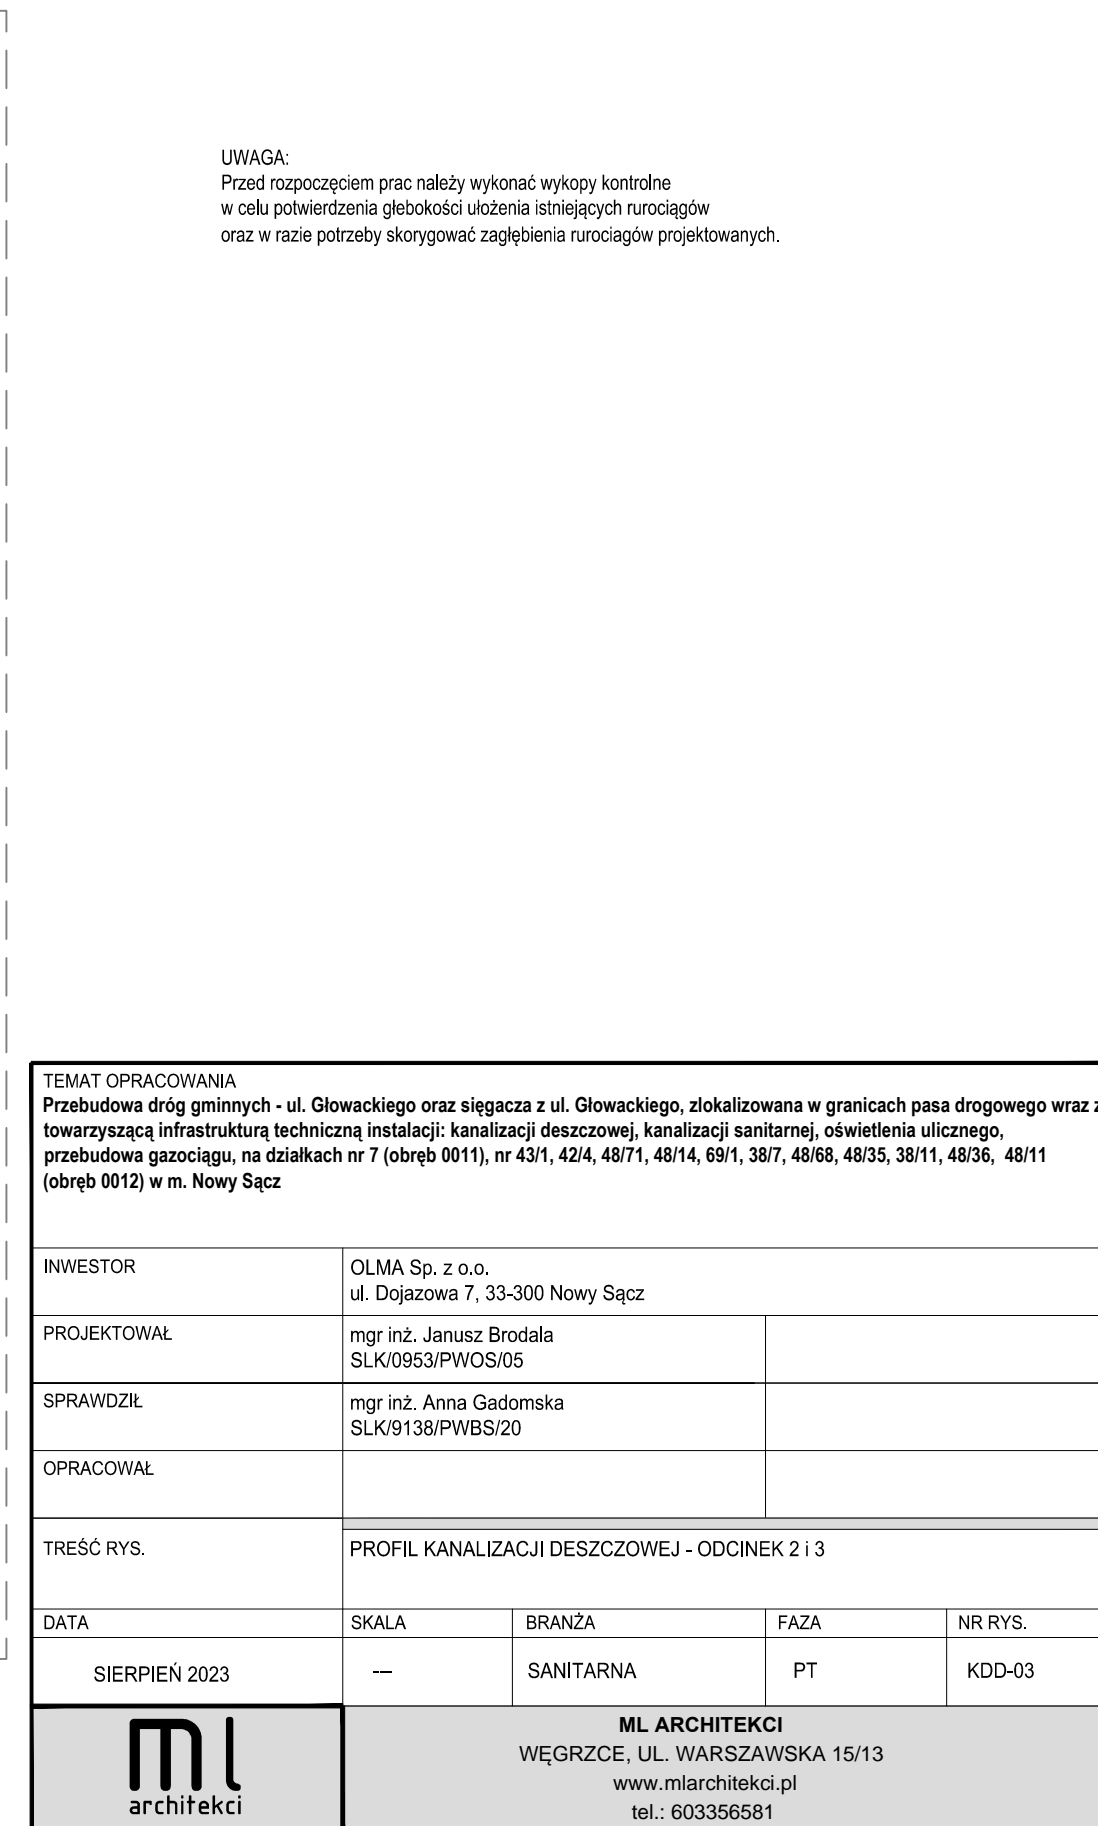 UWAGA:
Przed rozpoczęciem prac należy wykonać wykopy kontrolne
w celu potwierdzenia głebokości ułożenia istniejących rurociągów
oraz w razie potrzeby skorygować zagłębienia rurociagów projektowanych.
TEMAT OPRACOWANIA
Przebudowa dróg gminnych - ul. Głowackiego oraz sięgacza z ul. Głowackiego, zlokalizowana w granicach pasa drogowego wraz z
towarzyszącą infrastrukturą techniczną instalacji: kanalizacji deszczowej, kanalizacji sanitarnej, oświetlenia ulicznego,
przebudowa gazociągu, na działkach nr 7 (obręb 0011), nr 43/1, 42/4, 48/71, 48/14, 69/1, 38/7, 48/68, 48/35, 38/11, 48/36, 48/11
(obręb 0012) w m. Nowy Sącz
INWESTOR
OLMA Sp. z o.o.
ul. Dojazowa 7, 33-300 Nowy Sącz
PROJEKTOWAŁ
mgr inż. Janusz Brodala
SLK/0953/PWOS/05
SPRAWDZIŁ
mgr inż. Anna Gadomska
SLK/9138/PWBS/20
OPRACOWAŁ
TREŚĆ RYS.
PROFIL KANALIZACJI DESZCZOWEJ - ODCINEK 2 i 3
DATA SKALA BRANŻA FAZA NR RYS.
SIERPIEŃ 2023 --- SANITARNA PT KDD-03
ml
architekci
ML ARCHITEKCI
WĘGRZCE, UL. WARSZAWSKA 15/13
www.mlarchitekci.pl
tel.: 603356581